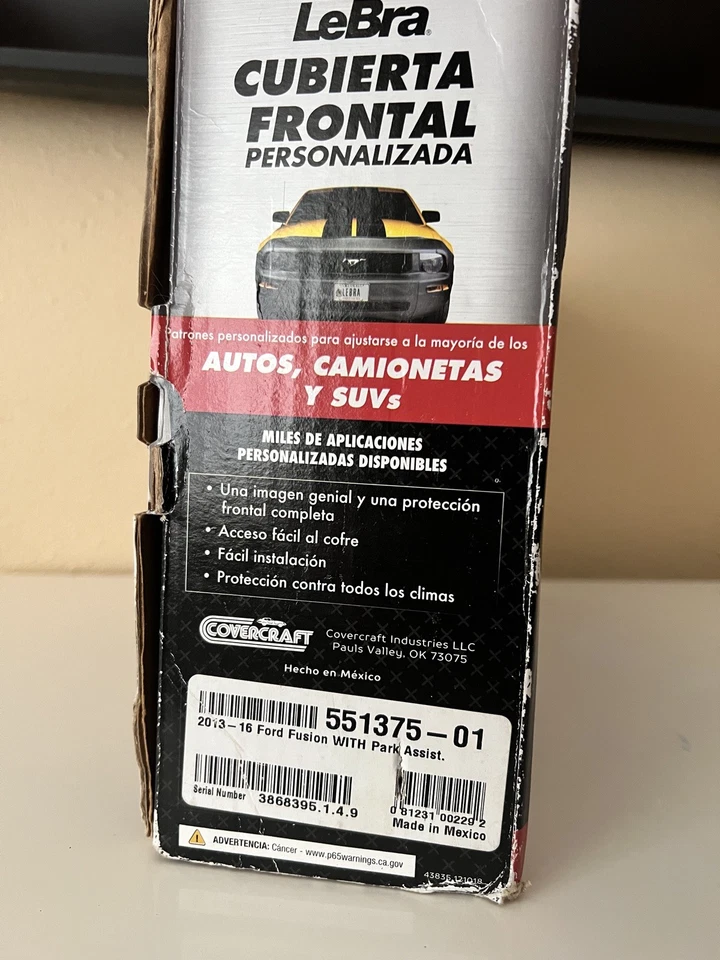 LeBra®
CUBIERTA
FRONTAL
PERSONALIZADA
LEBRA
Patrones personalizados para ajustarse a la mayoría de los
AUTOS, CAMIONETAS
Y SUVs
MILES DE APLICACIONES
PERSONALIZADAS DISPONIBLES
• Una imagen genial y una protección
frontal completa
• Acceso fácil al cofre
• Fácil instalación
• Protección contra todos los climas
COVERCRAFT
Covercraft Industries LLC
Pauls Valley, OK 73075
Hecho en México
551375-01
2013-16 Ford Fusion WITH Park Assist.
Serial Number 3868395.1.4.9
0 81231 00229 2
Made in Mexico
ADVERTENCIA: Cáncer - www.p65warnings.ca.gov
43835 121018